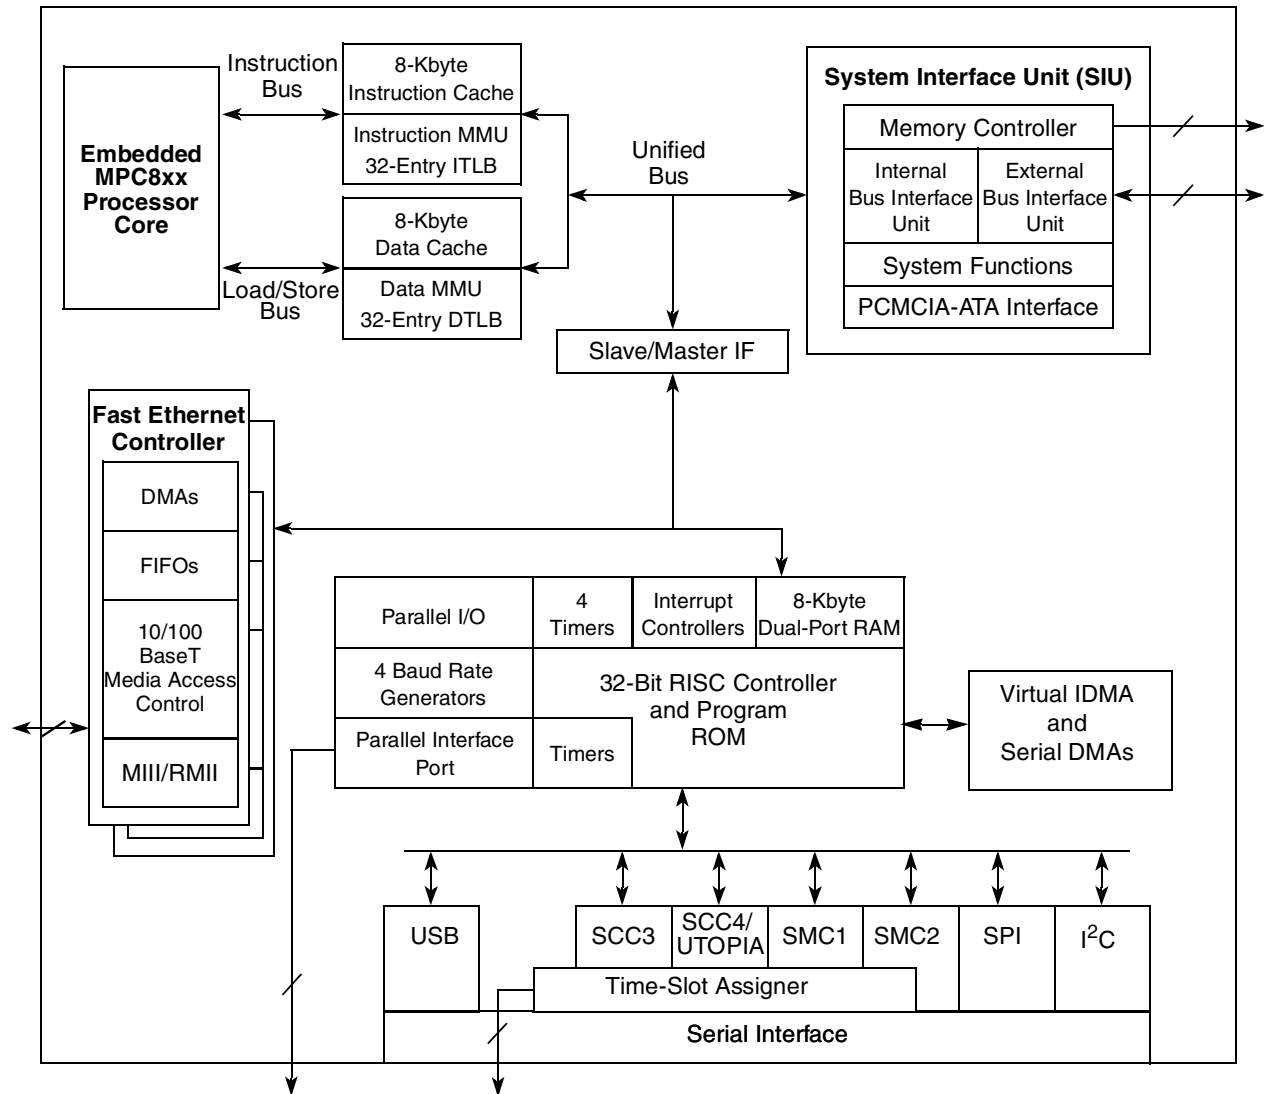 Instruction
Bus
8-Kbyte
Instruction Cache
Instruction MMU
32-Entry ITLB
Embedded
MPC8xx
Processor
Core
8-Kbyte
Data Cache
Load/Store
Bus
Data MMU
32-Entry DTLB
Unified
Bus
System Interface Unit (SIU)
Memory Controller
Internal
Bus Interface
Unit
External
Bus Interface
Unit
System Functions
PCMCIA-ATA Interface
Slave/Master IF
Fast Ethernet
Controller
DMAs
FIFOs
10/100
BaseT
Media Access
Control
MIII/RMII
Parallel I/O
4
Timers
Interrupt
Controllers
8-Kbyte
Dual-Port RAM
4 Baud Rate
Generators
32-Bit RISC Controller
and Program
ROM
Parallel Interface
Port
Timers
Virtual IDMA
and
Serial DMAs
USB
SCC3
SCC4/
UTOPIA
SMC1
SMC2
SPI
I²C
Time-Slot Assigner
Serial Interface